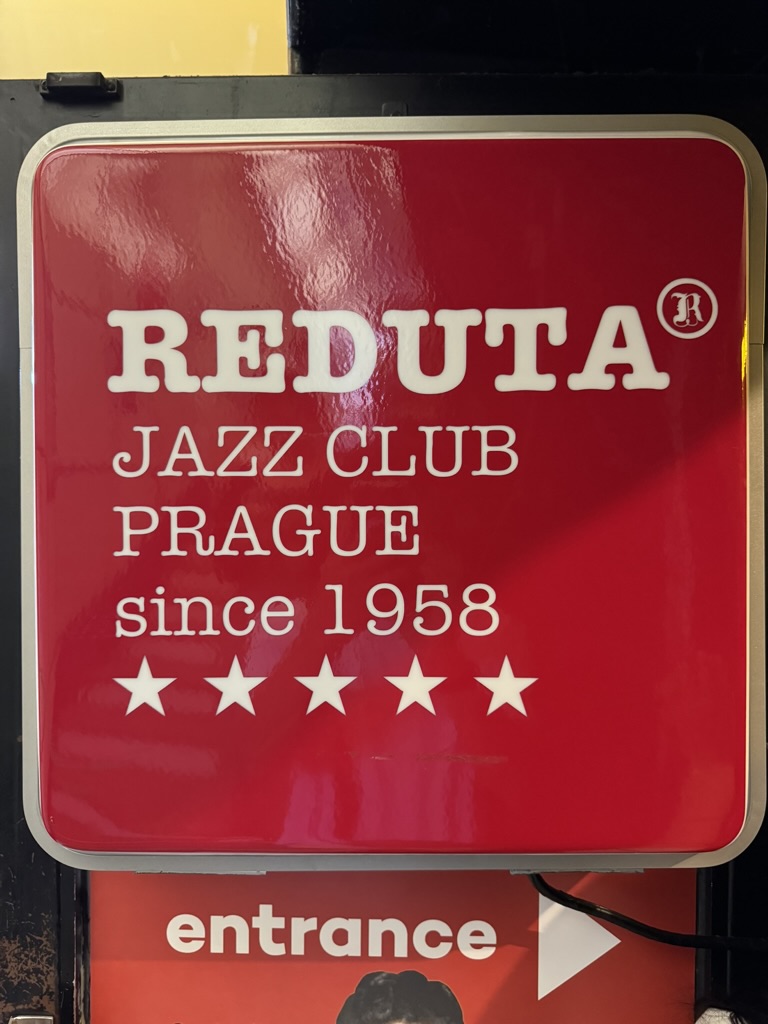 REDUTA®
JAZZ CLUB
PRAGUE
since 1958
★★★★★
entrance